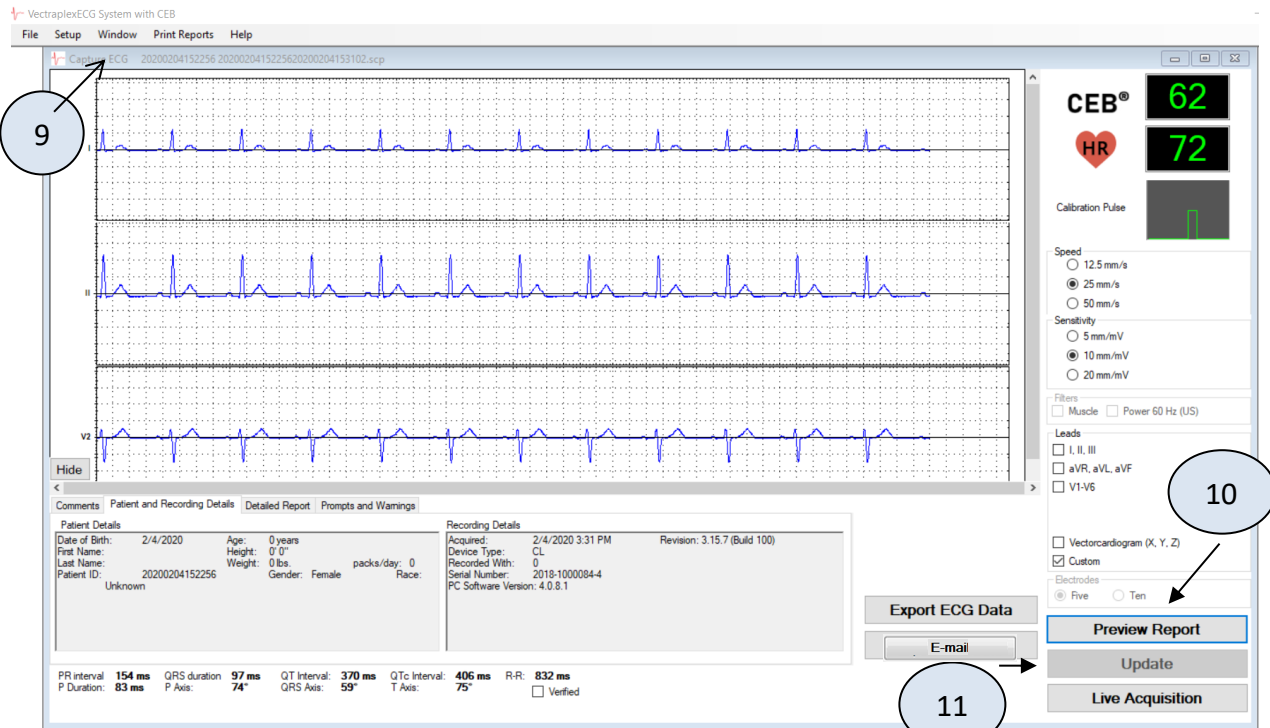 VectraplexECG System with CEB
File Setup Window Print Reports Help
Capture ECG 20200204152256 20200204152256​20200204153102.scp
9
I
II
V2
Hide
CEB®
62
HR
72
Calibration Pulse
Speed
12.5 mm/s
25 mm/s
50 mm/s
Sensitivity
5 mm/mV
10 mm/mV
20 mm/mV
Filters
Muscle Power 60 Hz (US)
Leads
I, II, III
aVR, aVL, aVF
V1-V6
10
Vectorcardiogram (X, Y, Z)
Custom
Electrodes
Five Ten
Comments Patient and Recording Details Detailed Report Prompts and Warnings
Patient Details
Date of Birth: 2/4/2020 Age: 0 years
First Name: Height: 0' 0"
Last Name: Weight: 0 lbs. packs/day: 0
Patient ID: 20200204152256 Gender: Female Race:
Unknown
Recording Details
Acquired: 2/4/2020 3:31 PM Revision: 3.15.7 (Build 100)
Device Type: CL
Recorded With: 0
Serial Number: 2018-1000084-4
PC Software Version: 4.0.8.1
Export ECG Data
E-mail
Preview Report
Update
Live Acquisition
11
PR interval 154 ms QRS duration 97 ms QT Interval: 370 ms QTc Interval: 406 ms R-R: 832 ms
P Duration: 83 ms P Axis: 74° QRS Axis: 59° T Axis: 75° Verified